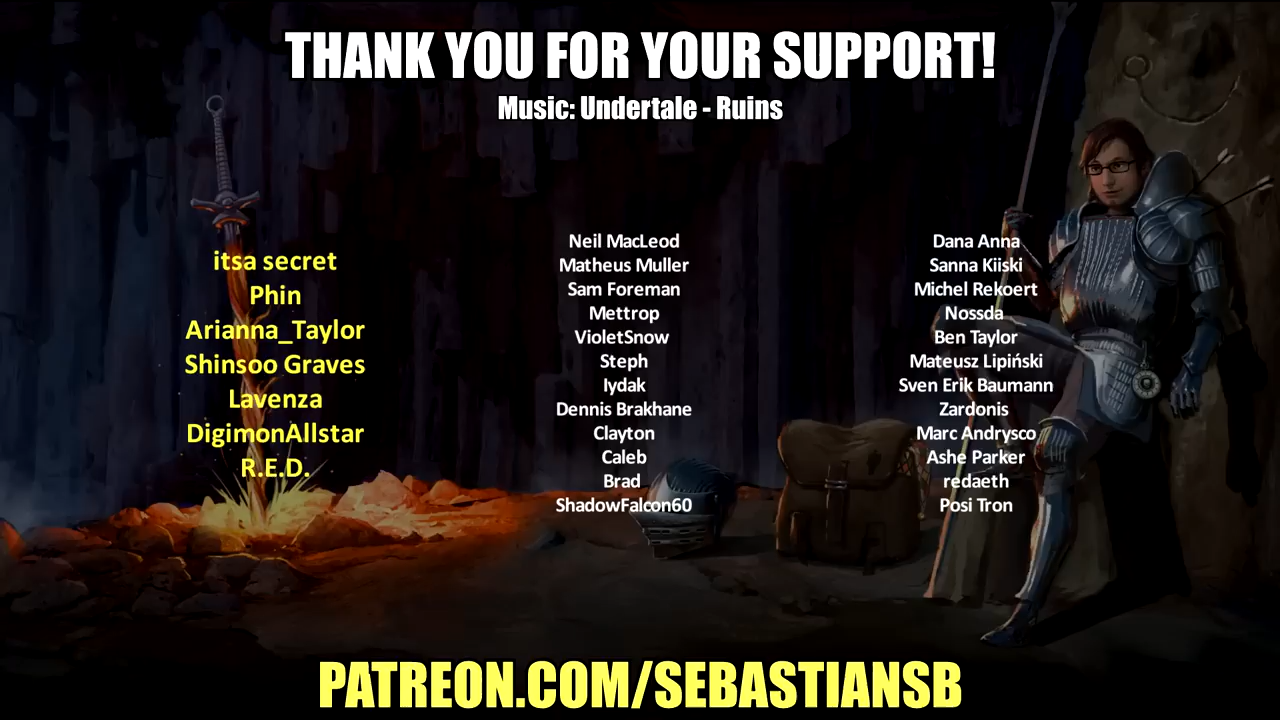 THANK YOU FOR YOUR SUPPORT!
Music: Undertale - Ruins
itsa secret
Phin
Arianna_Taylor
Shinsoo Graves
Lavenza
DigimonAllstar
R.E.D.
Neil MacLeod
Matheus Muller
Sam Foreman
Mettrop
VioletSnow
Steph
Iydak
Dennis Brakhane
Clayton
Caleb
Brad
ShadowFalcon60
Dana Anna
Sanna Kiiski
Michel Rekoert
Nossda
Ben Taylor
Mateusz Lipiński
Sven Erik Baumann
Zardonis
Marc Andrysco
Ashe Parker
redaeth
Posi Tron
PATREON.COM/SEBASTIANSB